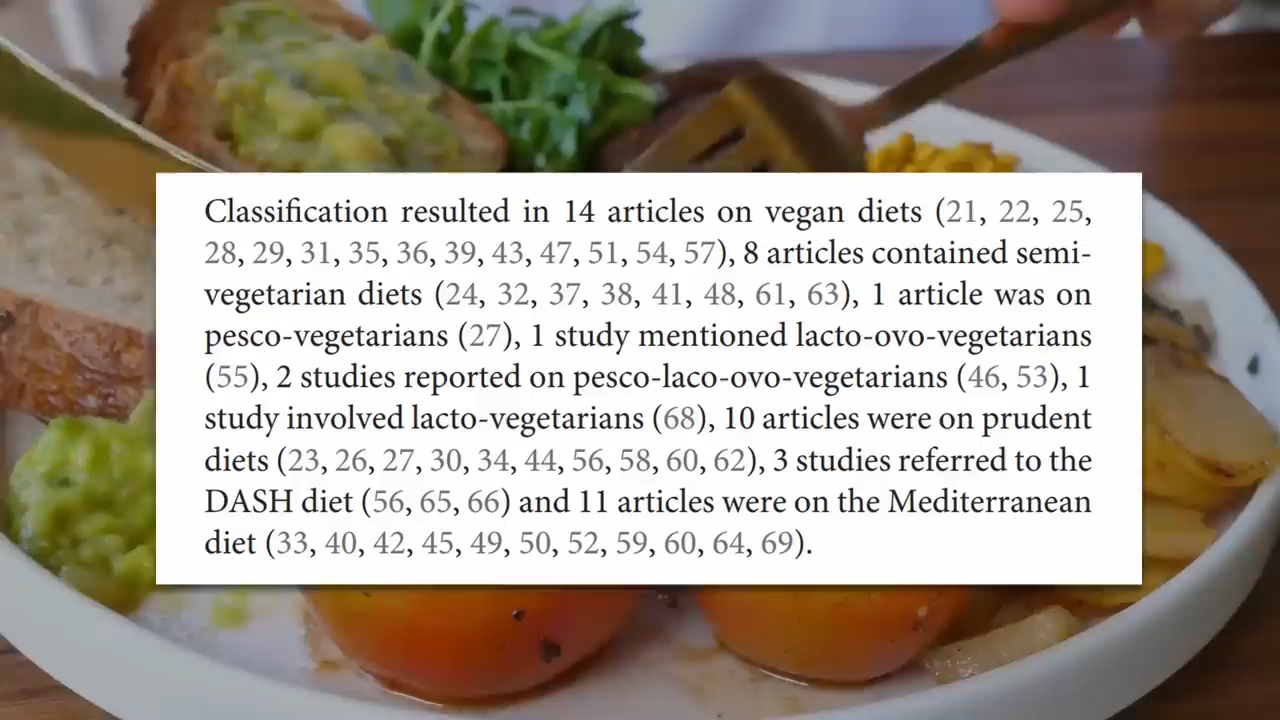 Classification resulted in 14 articles on vegan diets (21, 22, 25,
28, 29, 31, 35, 36, 39, 43, 47, 51, 54, 57), 8 articles contained semi-
vegetarian diets (24, 32, 37, 38, 41, 48, 61, 63), 1 article was on
pesco-vegetarians (27), 1 study mentioned lacto-ovo-vegetarians
(55), 2 studies reported on pesco-laco-ovo-vegetarians (46, 53), 1
study involved lacto-vegetarians (68), 10 articles were on prudent
diets (23, 26, 27, 30, 34, 44, 56, 58, 60, 62), 3 studies referred to the
DASH diet (56, 65, 66) and 11 articles were on the Mediterranean
diet (33, 40, 42, 45, 49, 50, 52, 59, 60, 64, 69).